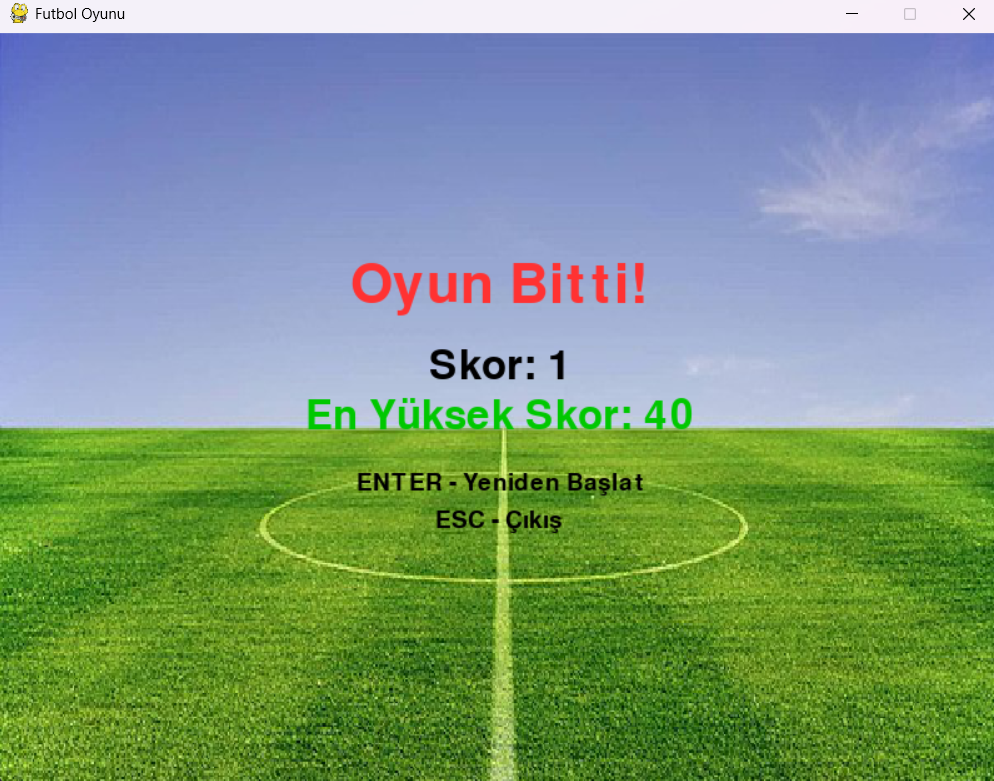 Futbol Oyunu
Oyun Bitti!
Skor: 1
En Yüksek Skor: 40
ENTER - Yeniden Başlat
ESC - Çıkış